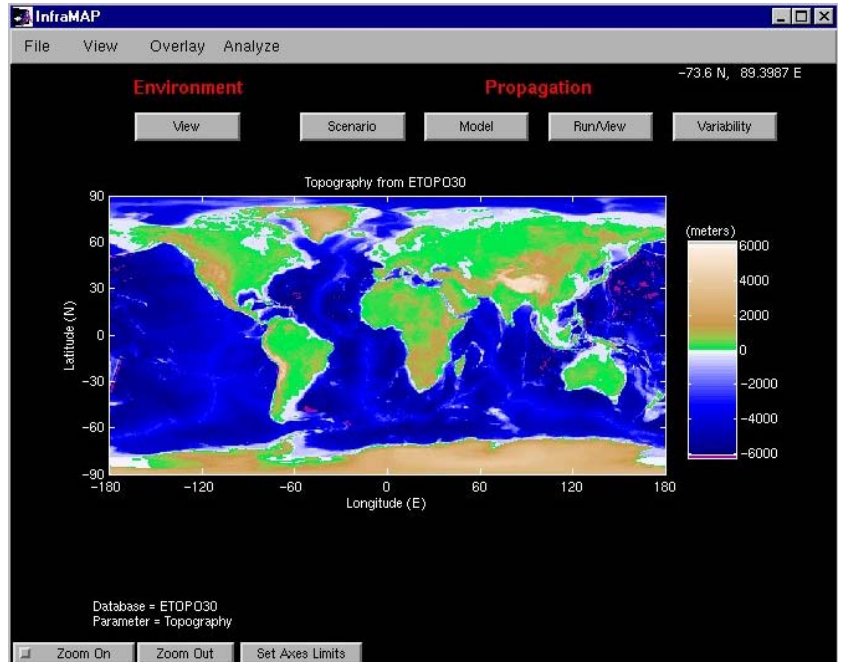 InfraMAP
File View Overlay Analyze
−73.6 N, 89.3987 E
Environment Propagation
View Scenario Model Run/View Variability
Topography from ETOPO30
(meters)
90
60
30
0
−30
−60
−90
Latitude (N)
−180 −120 −60 0 60 120 180
Longitude (E)
6000
4000
2000
0
−2000
−4000
−6000
Database = ETOPO30
Parameter = Topography
Zoom On Zoom Out Set Axes Limits